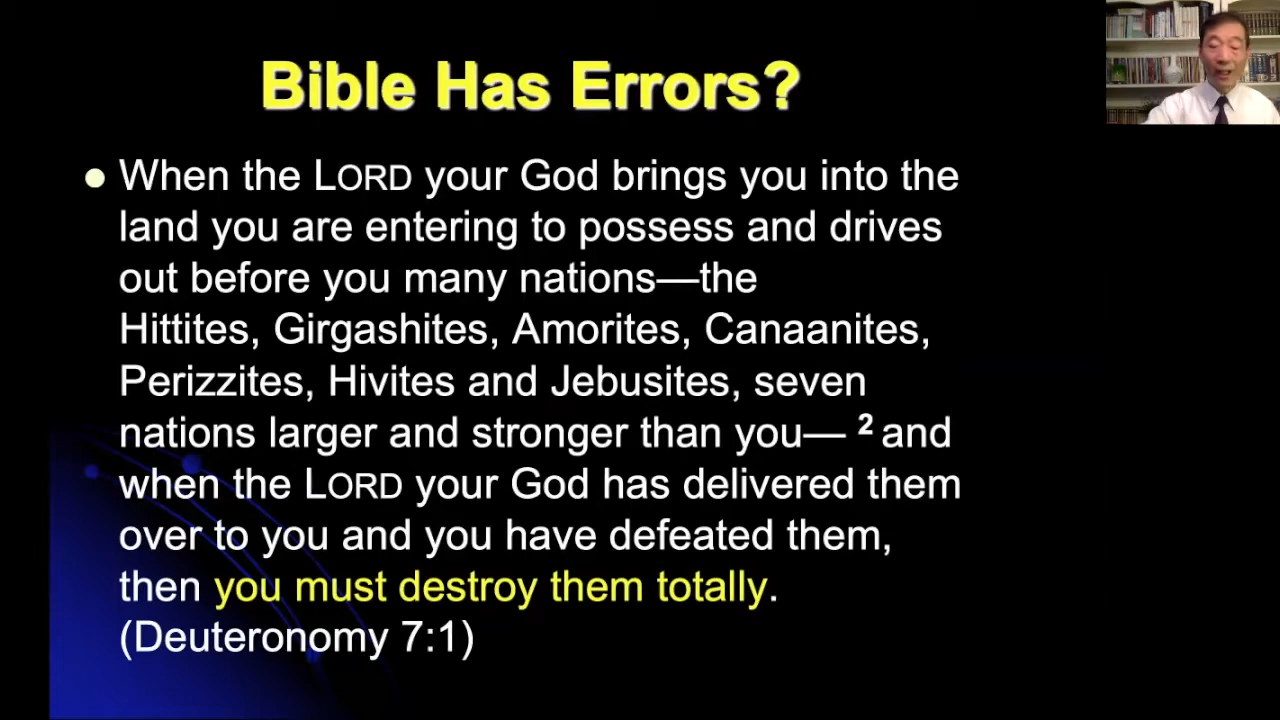 Bible Has Errors?
• When the LORD your God brings you into the
land you are entering to possess and drives
out before you many nations—the
Hittites, Girgashites, Amorites, Canaanites,
Perizzites, Hivites and Jebusites, seven
nations larger and stronger than you— ² and
when the LORD your God has delivered them
over to you and you have defeated them,
then you must destroy them totally.
(Deuteronomy 7:1)